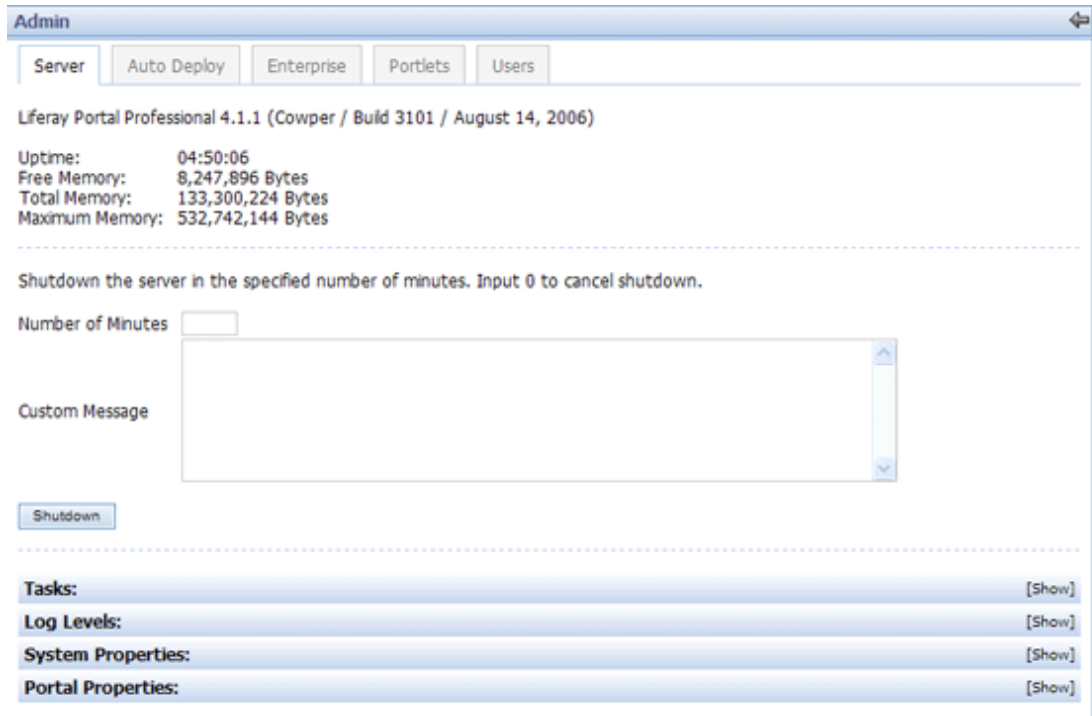 Admin
Server Auto Deploy Enterprise Portlets Users
Liferay Portal Professional 4.1.1 (Cowper / Build 3101 / August 14, 2006)
Uptime: 04:50:06
Free Memory: 8,247,896 Bytes
Total Memory: 133,300,224 Bytes
Maximum Memory: 532,742,144 Bytes
Shutdown the server in the specified number of minutes. Input 0 to cancel shutdown.
Number of Minutes
Custom Message
Shutdown
Tasks: [Show]
Log Levels: [Show]
System Properties: [Show]
Portal Properties: [Show]